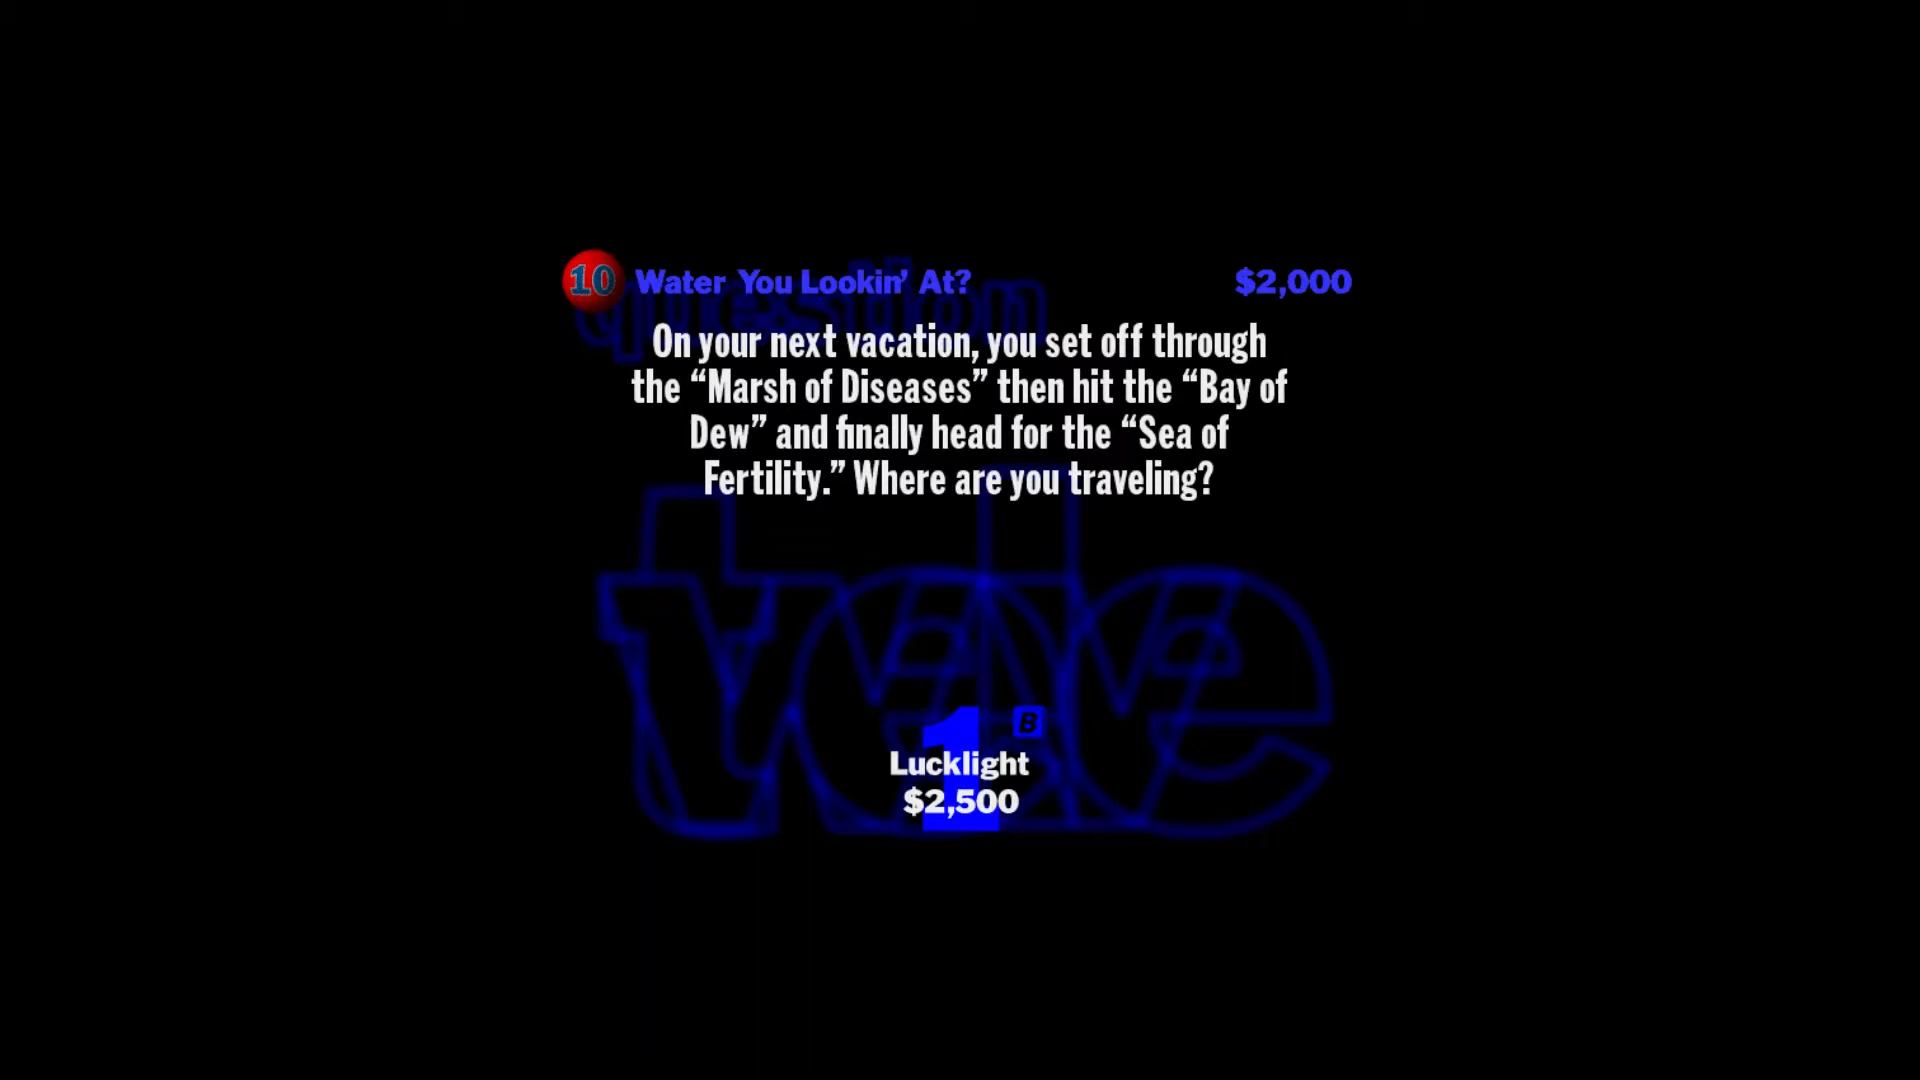 10 Water You Lookin' At? $2,000
question
On your next vacation, you set off through
the “Marsh of Diseases” then hit the “Bay of
Dew” and finally head for the “Sea of
Fertility.” Where are you traveling?
1 B
Lucklight
$2,500